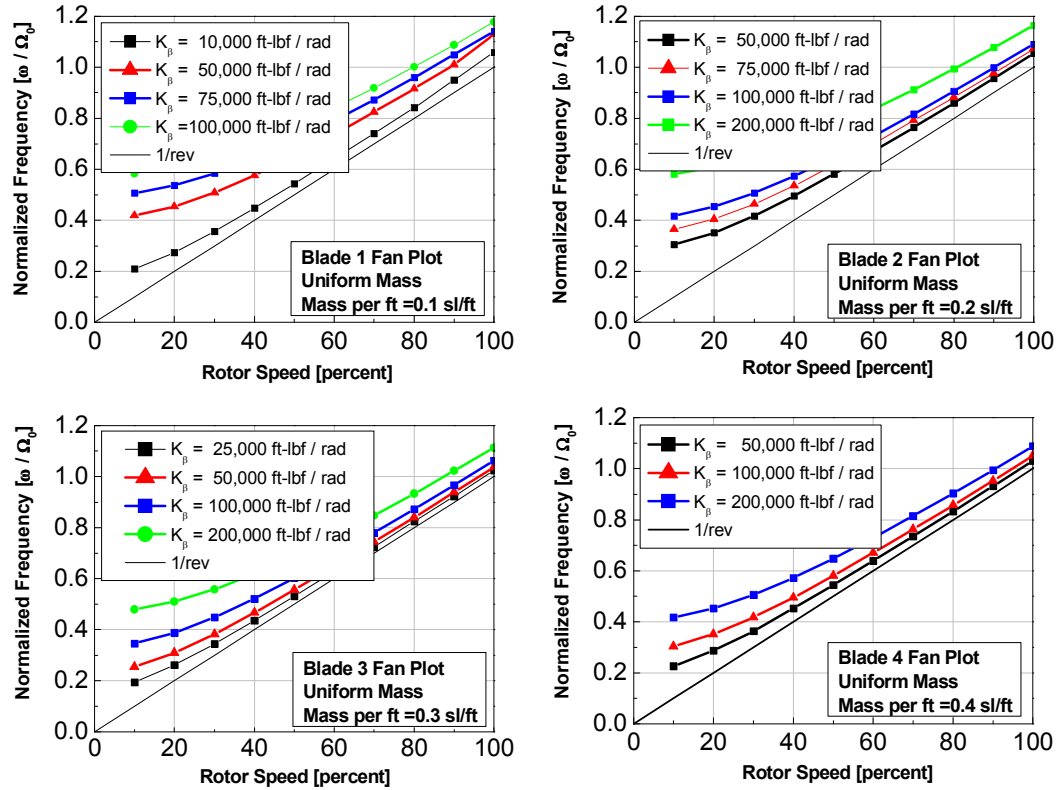 Normalized Frequency [ω / Ω0]
1.2
1.0
0.8
0.6
0.4
0.2
0.0
Kβ = 10,000 ft-lbf / rad
Kβ = 50,000 ft-lbf / rad
Kβ = 75,000 ft-lbf / rad
Kβ =100,000 ft-lbf / rad
1/rev
Blade 1 Fan Plot
Uniform Mass
Mass per ft =0.1 sl/ft
0 20 40 60 80 100
Rotor Speed [percent]
Normalized Frequency [ω / Ω0]
1.2
1.0
0.8
0.6
0.4
0.2
0.0
Kβ = 50,000 ft-lbf / rad
Kβ = 75,000 ft-lbf / rad
Kβ = 100,000 ft-lbf / rad
Kβ = 200,000 ft-lbf / rad
1/rev
Blade 2 Fan Plot
Uniform Mass
Mass per ft =0.2 sl/ft
0 20 40 60 80 100
Rotor Speed [percent]
Normalized Frequency [ω / Ω0]
1.2
1.0
0.8
0.6
0.4
0.2
0.0
Kβ = 25,000 ft-lbf / rad
Kβ = 50,000 ft-lbf / rad
Kβ = 100,000 ft-lbf / rad
Kβ = 200,000 ft-lbf / rad
1/rev
Blade 3 Fan Plot
Uniform Mass
Mass per ft =0.3 sl/ft
0 20 40 60 80 100
Rotor Speed [percent]
Normalized Frequency [ω / Ω0]
1.2
1.0
0.8
0.6
0.4
0.2
0.0
Kβ = 50,000 ft-lbf / rad
Kβ = 100,000 ft-lbf / rad
Kβ = 200,000 ft-lbf / rad
1/rev
Blade 4 Fan Plot
Uniform Mass
Mass per ft =0.4 sl/ft
0 20 40 60 80 100
Rotor Speed [percent]